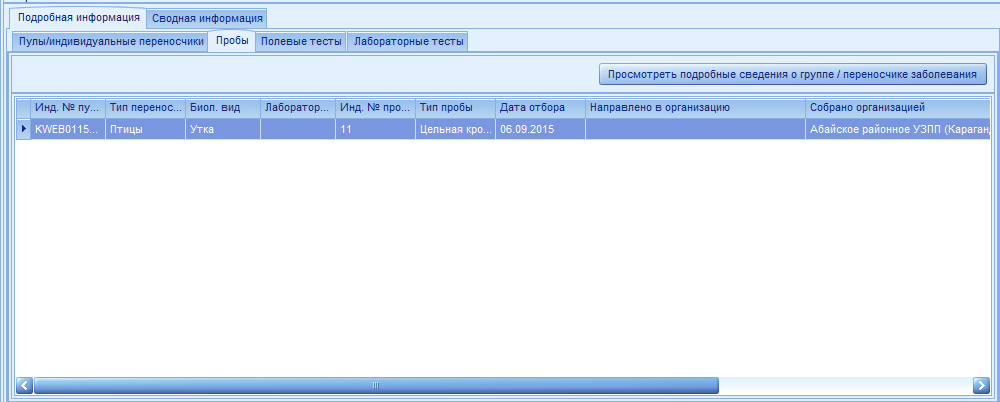 Подробная информация Сводная информация
Пулы/индивидуальные переносчики Пробы Полевые тесты Лабораторные тесты
Просмотреть подробные сведения о группе / переносчике заболевания
Инд. № пу... Тип перенос... Биол. вид Лаборатор... Инд. № про... Тип пробы Дата отбора Направлено в организацию Собрано организацией
KWEB0115... Птицы Утка 11 Цельная кро... 06.09.2015 Абайское районное УЗПП (Караганд